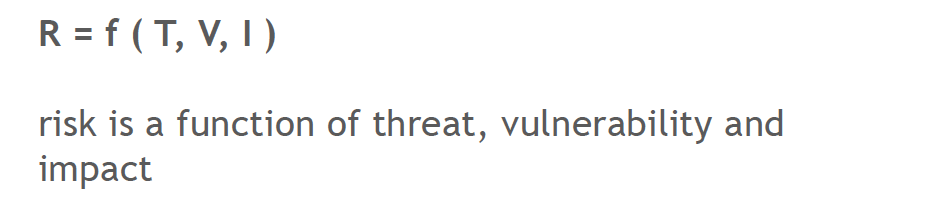 R = f ( T, V, I )
risk is a function of threat, vulnerability and
impact